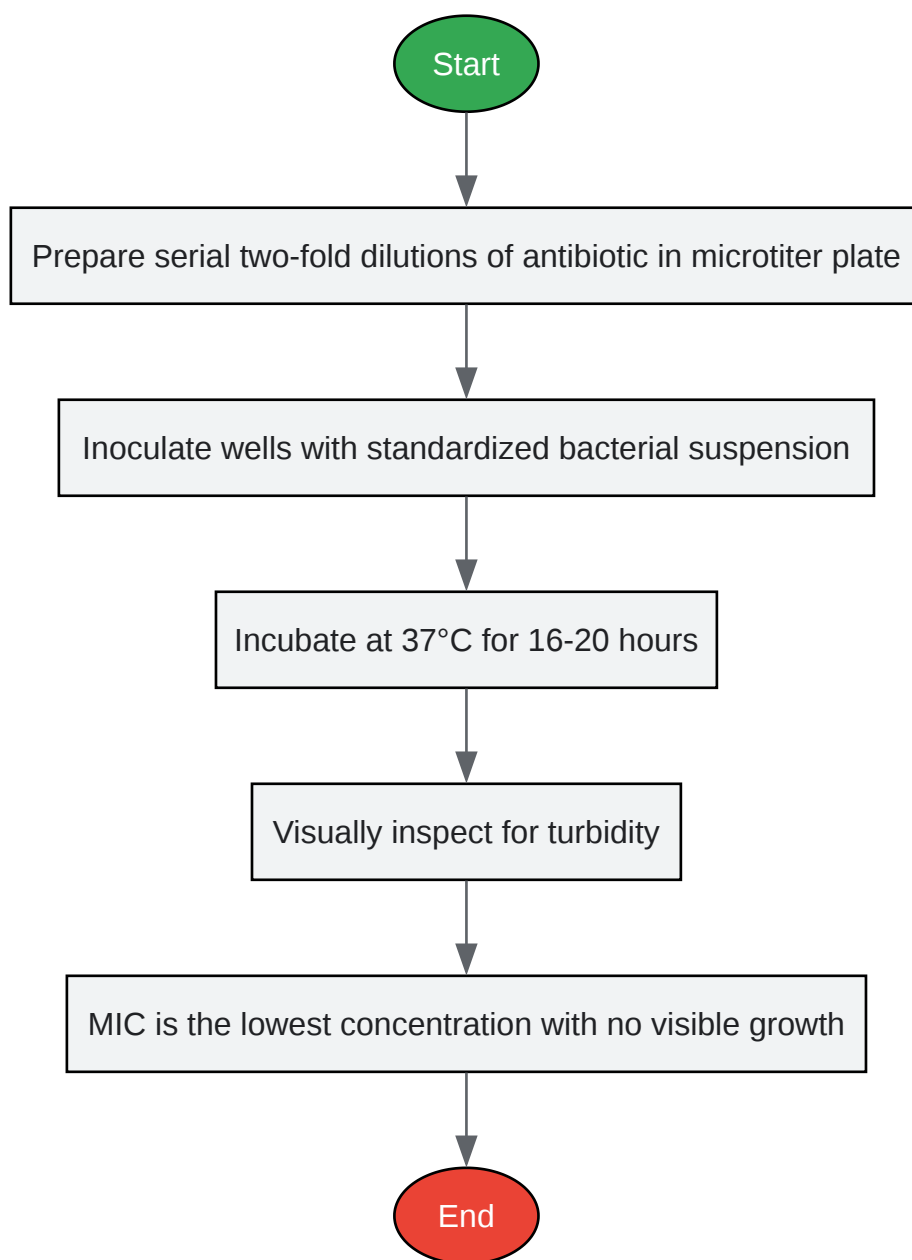 Start
Prepare serial two-fold dilutions of antibiotic in microtiter plate
Inoculate wells with standardized bacterial suspension
Incubate at 37°C for 16-20 hours
Visually inspect for turbidity
MIC is the lowest concentration with no visible growth
End